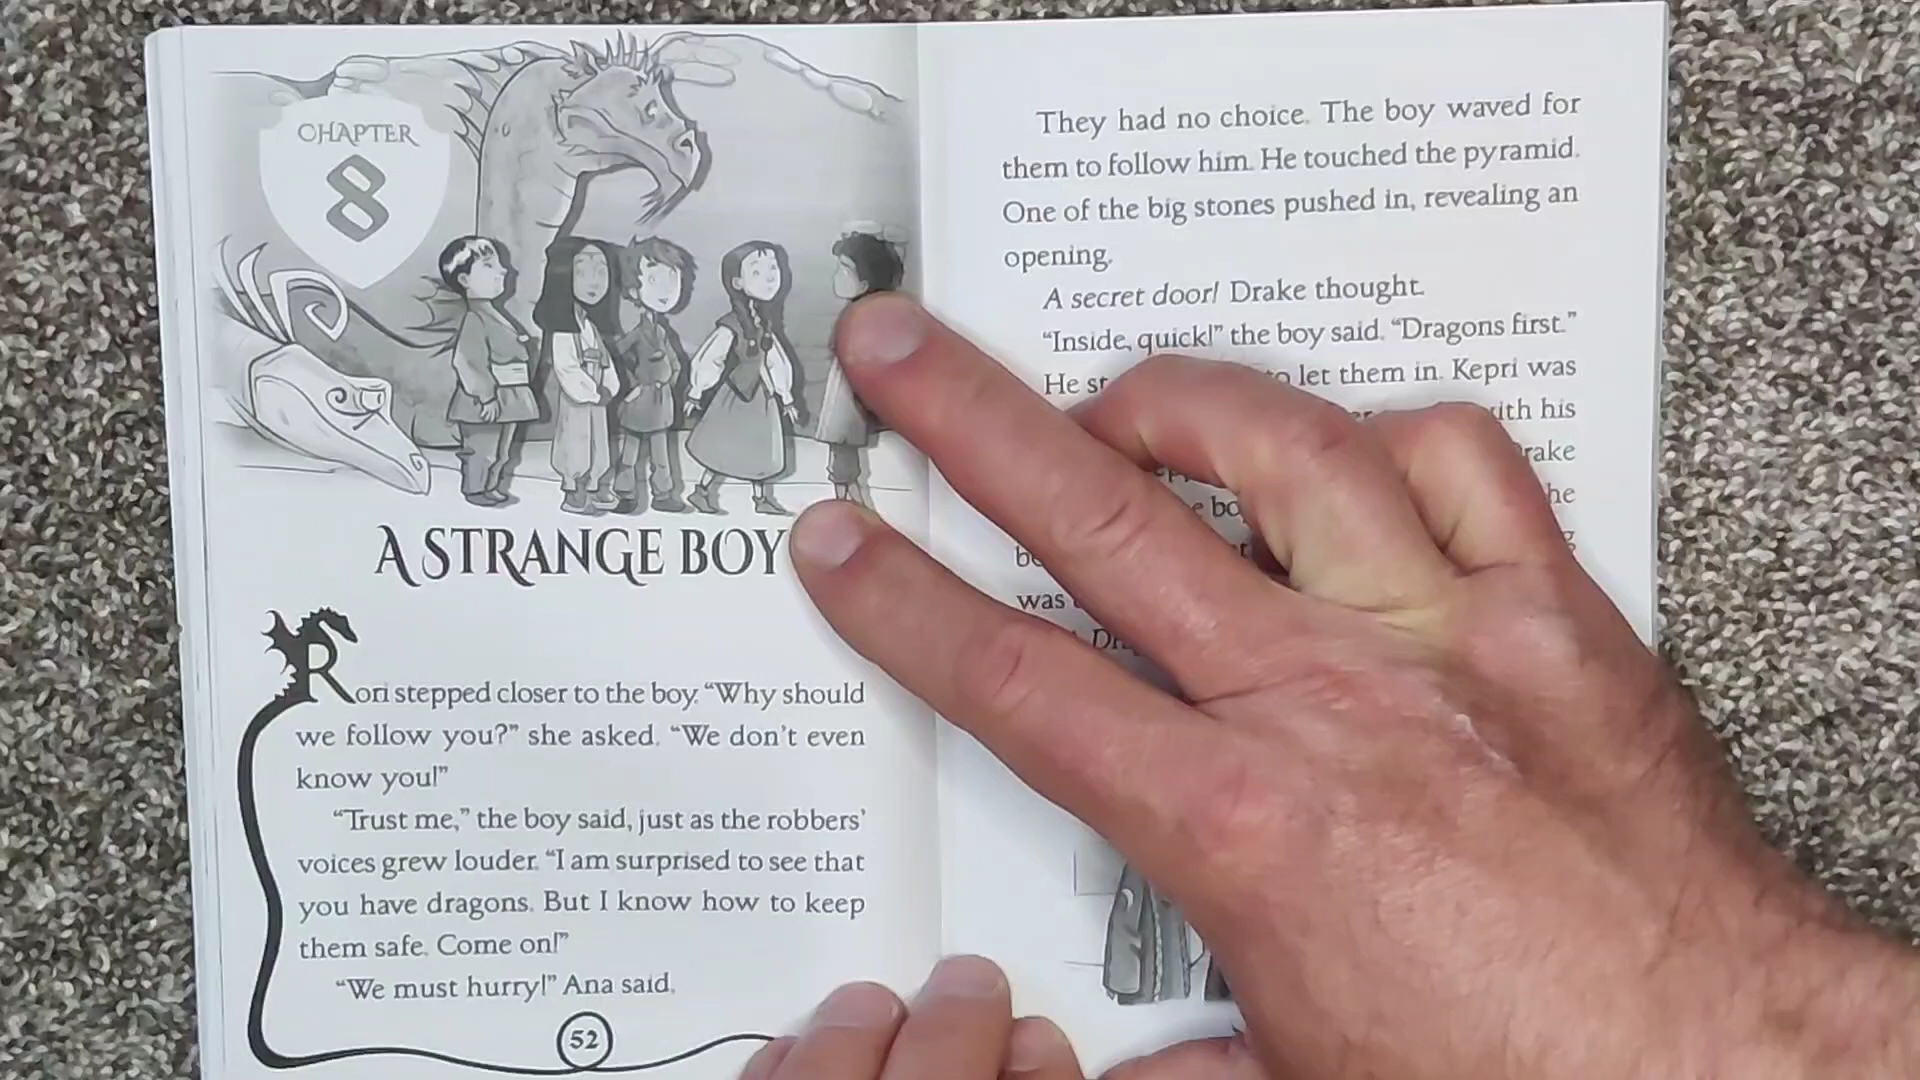 CHAPTER
8
A STRANGE BOY
Rori stepped closer to the boy. “Why should
we follow you?” she asked. “We don’t even
know you!”
“Trust me,” the boy said, just as the robbers’
voices grew louder. “I am surprised to see that
you have dragons. But I know how to keep
them safe. Come on!”
“We must hurry!” Ana said.
52
They had no choice. The boy waved for
them to follow him. He touched the pyramid.
One of the big stones pushed in, revealing an
opening.
A secret door! Drake thought.
“Inside, quick!” the boy said. “Dragons first.”
He let them in. Kepri was
with his
Drake
he
was